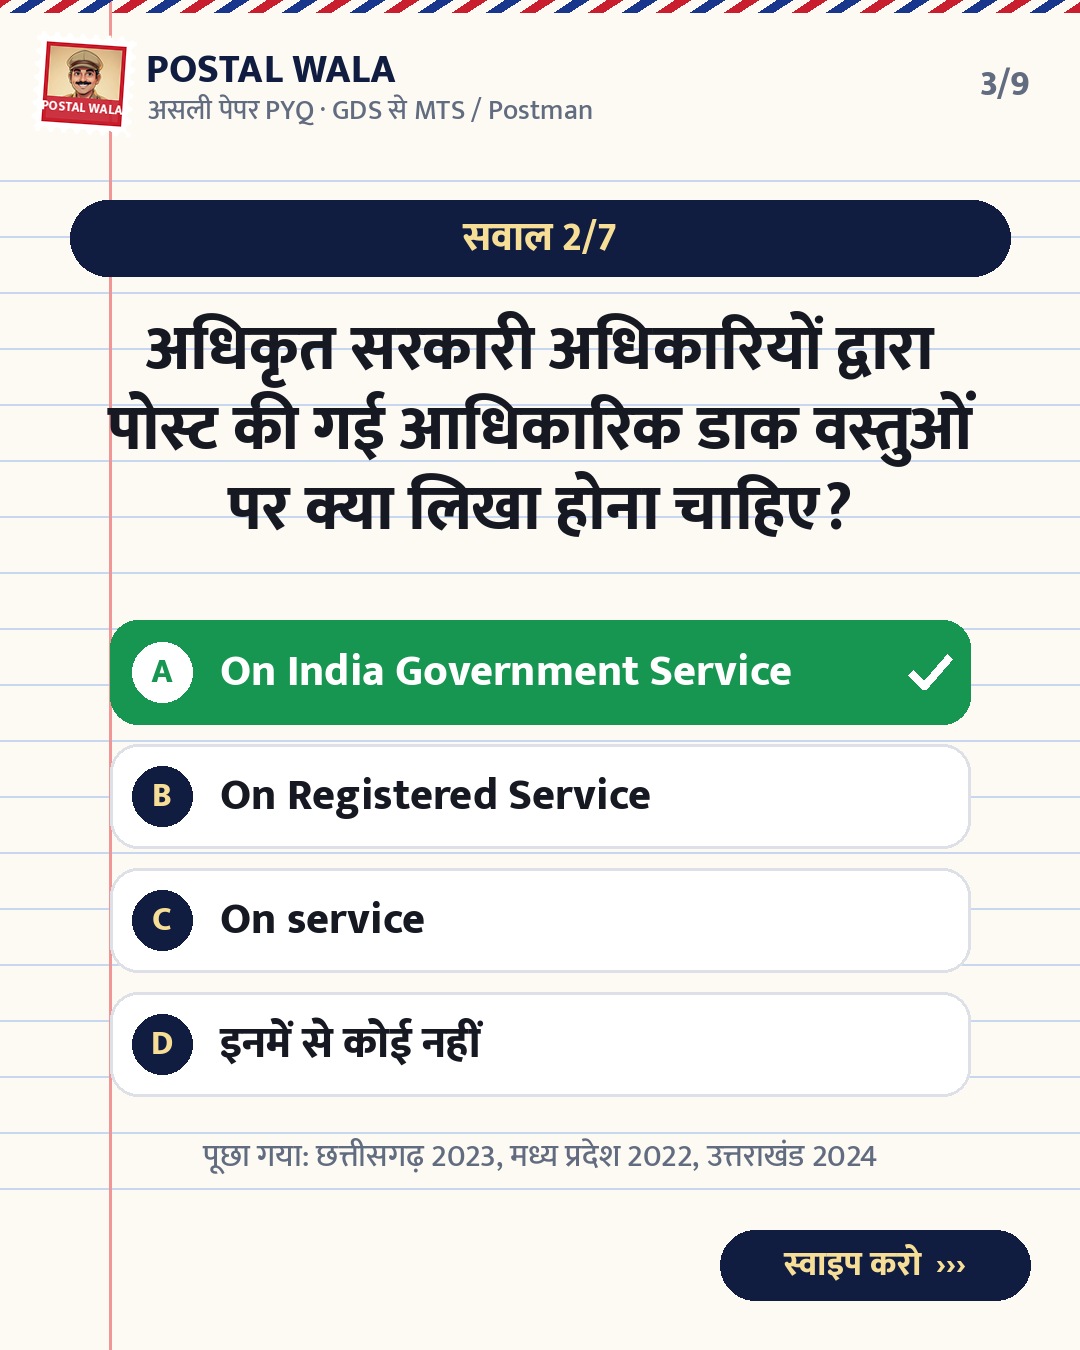 POSTAL WALA
POSTAL WALA
असली पेपर PYQ · GDS से MTS / Postman
3/9
सवाल 2/7
अधिकृत सरकारी अधिकारियों द्वारा
पोस्ट की गई आधिकारिक डाक वस्तुओं
पर क्या लिखा होना चाहिए?
A On India Government Service ✓
B On Registered Service
C On service
D इनमें से कोई नहीं
पूछा गया: छत्तीसगढ़ 2023, मध्य प्रदेश 2022, उत्तराखंड 2024
स्वाइप करो ›››